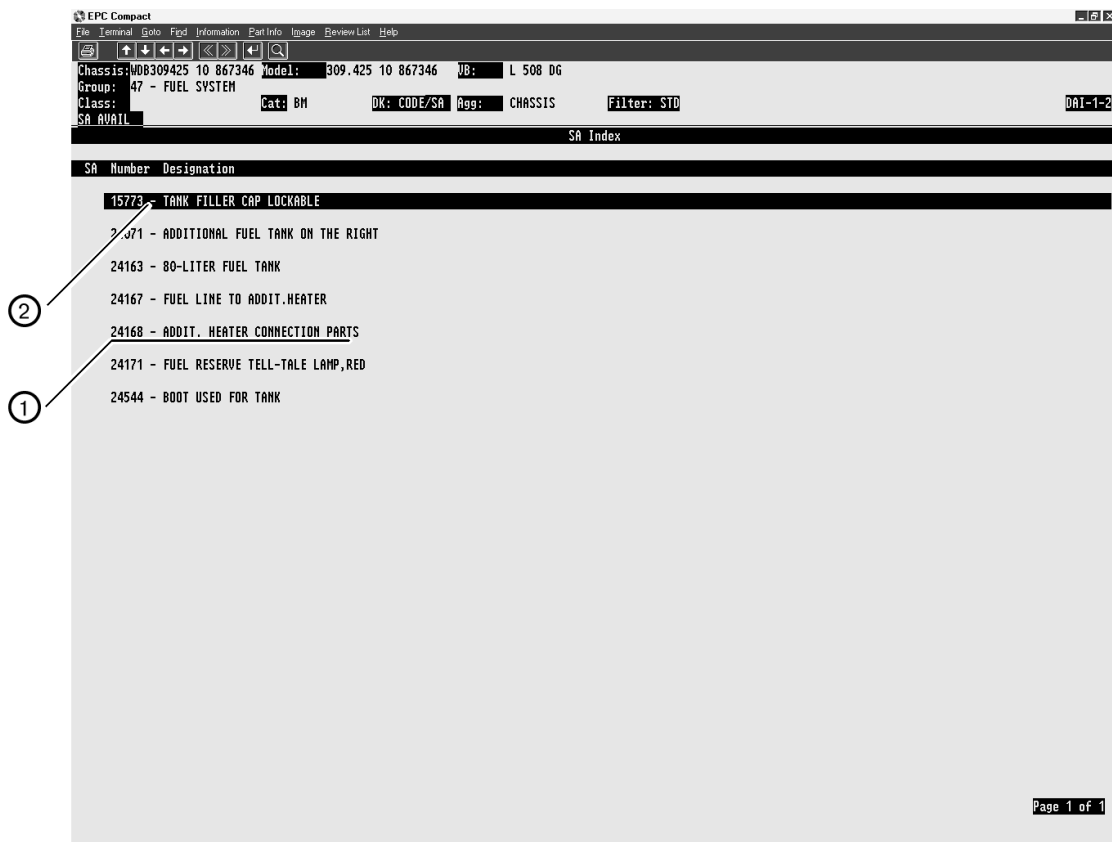 EPC Compact
File Terminal Goto Find Information Part Info Image Review List Help
Chassis: WDB309425 10 867346 Model: 309.425 10 867346 VB: L 508 DG
Group: 47 - FUEL SYSTEM
Class: Cat: BM DK: CODE/SA Agg: CHASSIS Filter: STD DAI-1-2
SA AVAIL
SA Index
SA Number Designation
15773 - TANK FILLER CAP LOCKABLE
- ADDITIONAL FUEL TANK ON THE RIGHT
24163 - 80-LITER FUEL TANK
24167 - FUEL LINE TO ADDIT.HEATER
2
24168 - ADDIT. HEATER CONNECTION PARTS
24171 - FUEL RESERVE TELL-TALE LAMP,RED
24544 - BOOT USED FOR TANK
1
Page 1 of 1